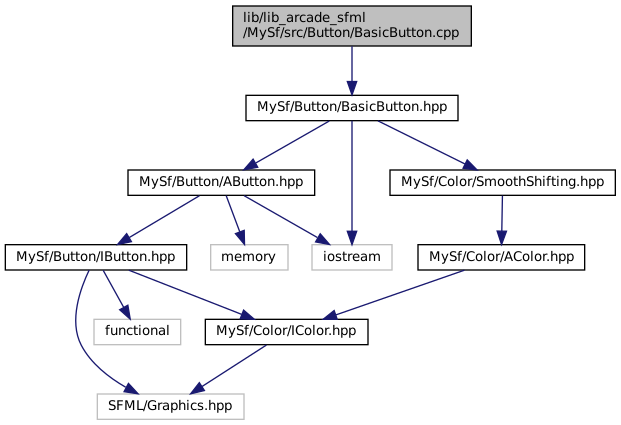 lib/lib_arcade_sfml
/MySf/src/Button/BasicButton.cpp
MySf/Button/BasicButton.hpp
MySf/Button/AButton.hpp
MySf/Color/SmoothShifting.hpp
MySf/Button/IButton.hpp
memory
iostream
MySf/Color/AColor.hpp
functional
MySf/Color/IColor.hpp
SFML/Graphics.hpp